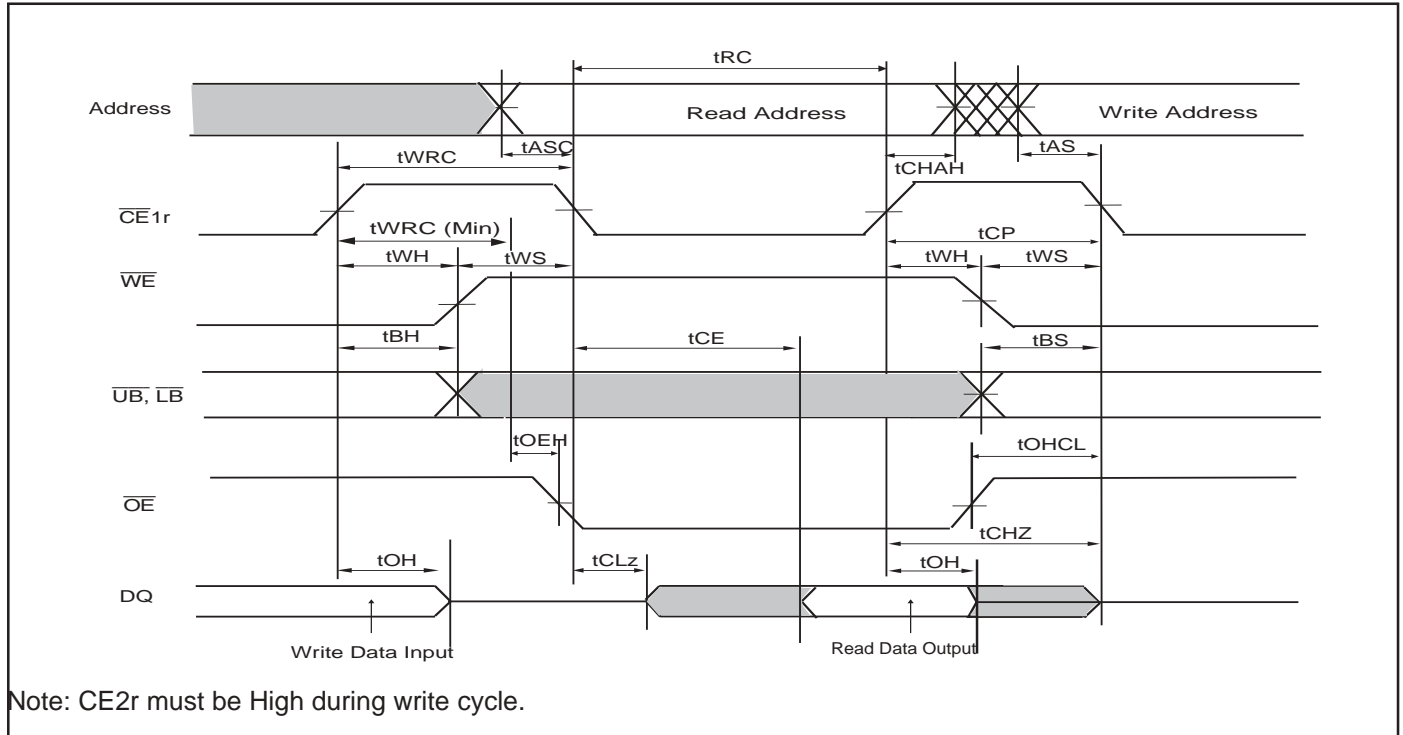 tRC
Address
Read Address
Write Address
tASC
tWRC
tCHAH
tAS
CE1r
tWRC (Min)
tCP
tWH
tWS
tWH
tWS
WE
tBH
tCE
tBS
UB, LB
tOEH
tOHCL
OE
tCHZ
tOH
tCLz
tOH
DQ
Write Data Input
Read Data Output
Note: CE2r must be High during write cycle.